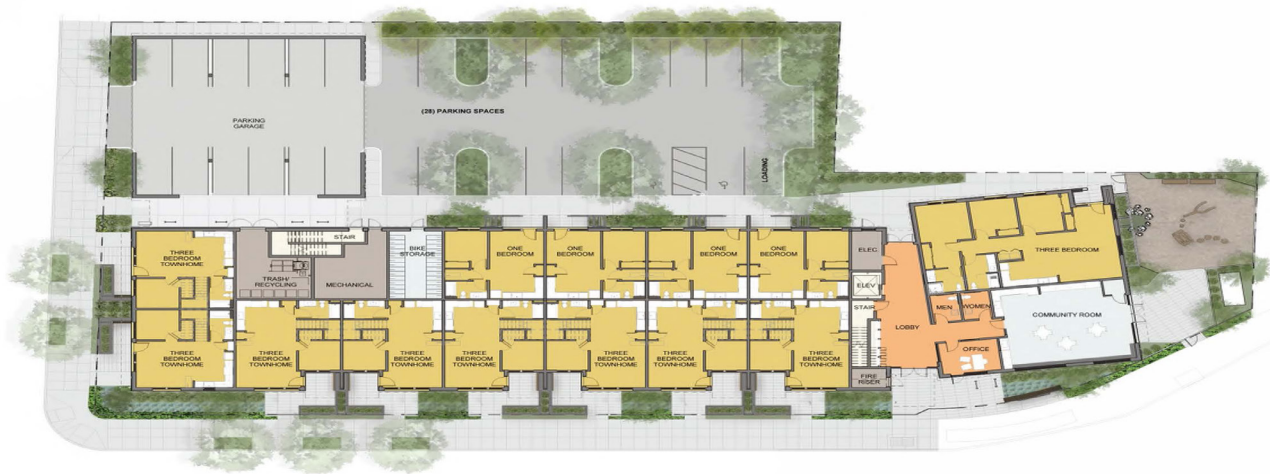 (28) PARKING SPACES
PARKING
GARAGE
LOADING
STAIR
THREE
BEDROOM
TOWNHOME
TRASH/
RECYCLING
MECHANICAL
BIKE
STORAGE
ONE
BEDROOM
ONE
BEDROOM
ONE
BEDROOM
ONE
BEDROOM
ELEC.
ELEV
THREE BEDROOM
STAIR
LOBBY
MEN
WOMEN
COMMUNITY ROOM
OFFICE
THREE
BEDROOM
TOWNHOME
THREE
BEDROOM
TOWNHOME
THREE
BEDROOM
TOWNHOME
THREE
BEDROOM
TOWNHOME
THREE
BEDROOM
TOWNHOME
THREE
BEDROOM
TOWNHOME
THREE
BEDROOM
TOWNHOME
FIRE
RISER